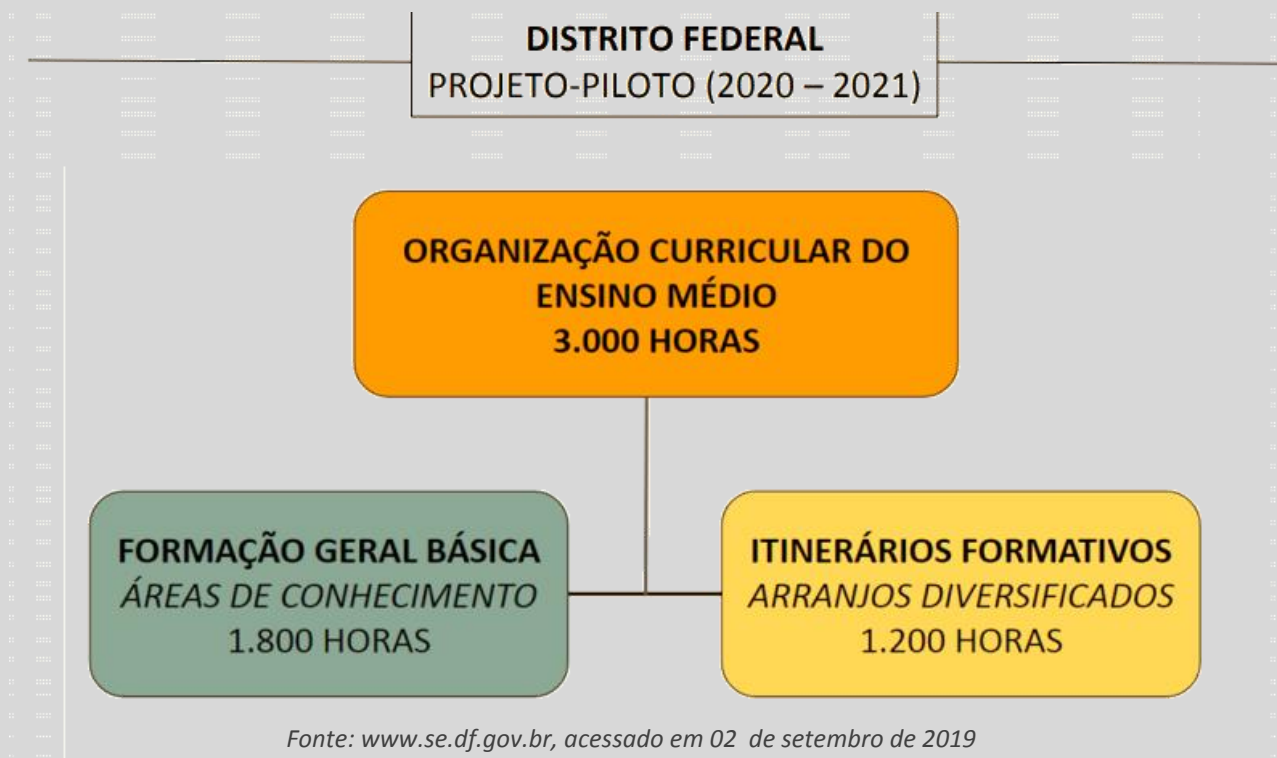 DISTRITO FEDERAL
PROJETO-PILOTO (2020 – 2021)
ORGANIZAÇÃO CURRICULAR DO
ENSINO MÉDIO
3.000 HORAS
FORMAÇÃO GERAL BÁSICA
ÁREAS DE CONHECIMENTO
1.800 HORAS
ITINERÁRIOS FORMATIVOS
ARRANJOS DIVERSIFICADOS
1.200 HORAS
Fonte: www.se.df.gov.br, acessado em 02 de setembro de 2019